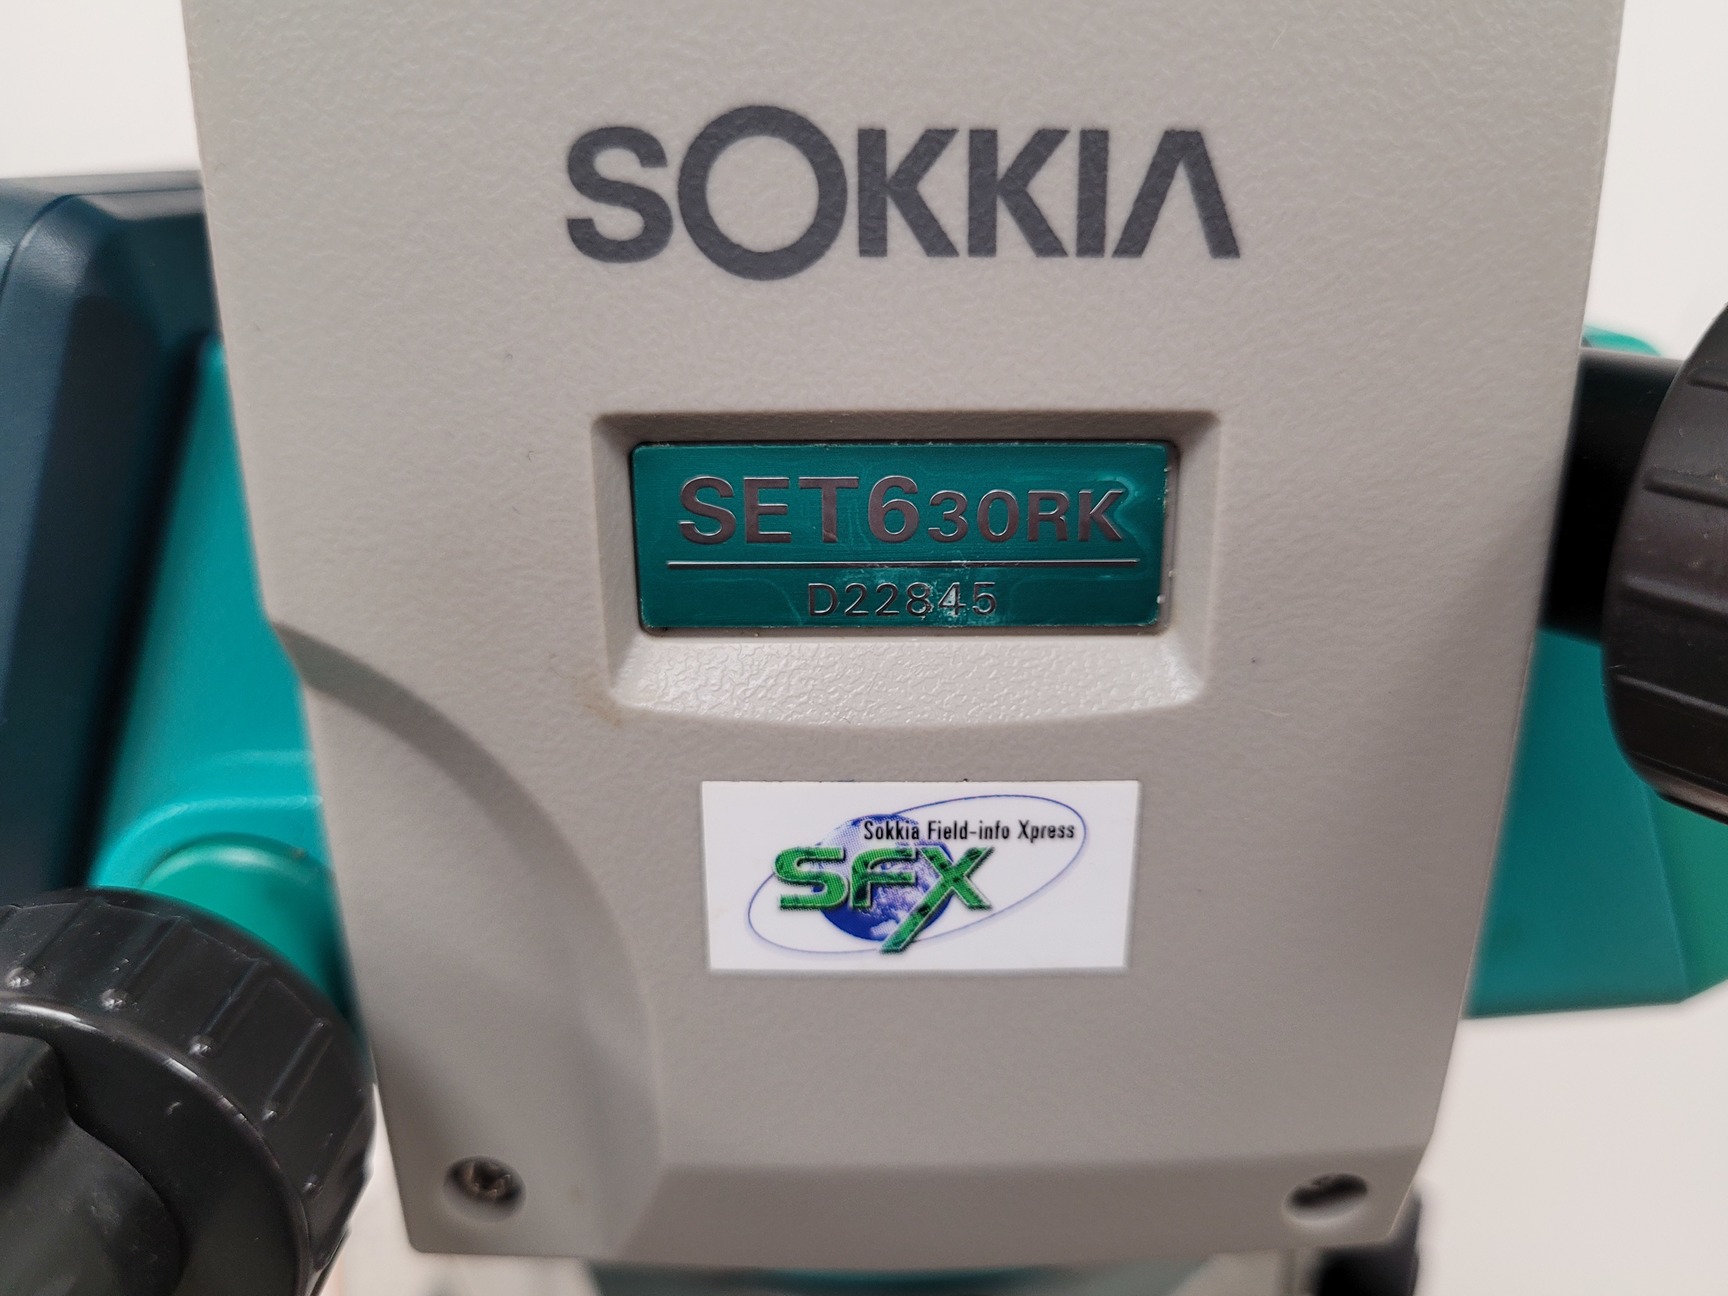 SOKKIA
SET630RK
D22845
Sokkia Field-info Xpress
SFX